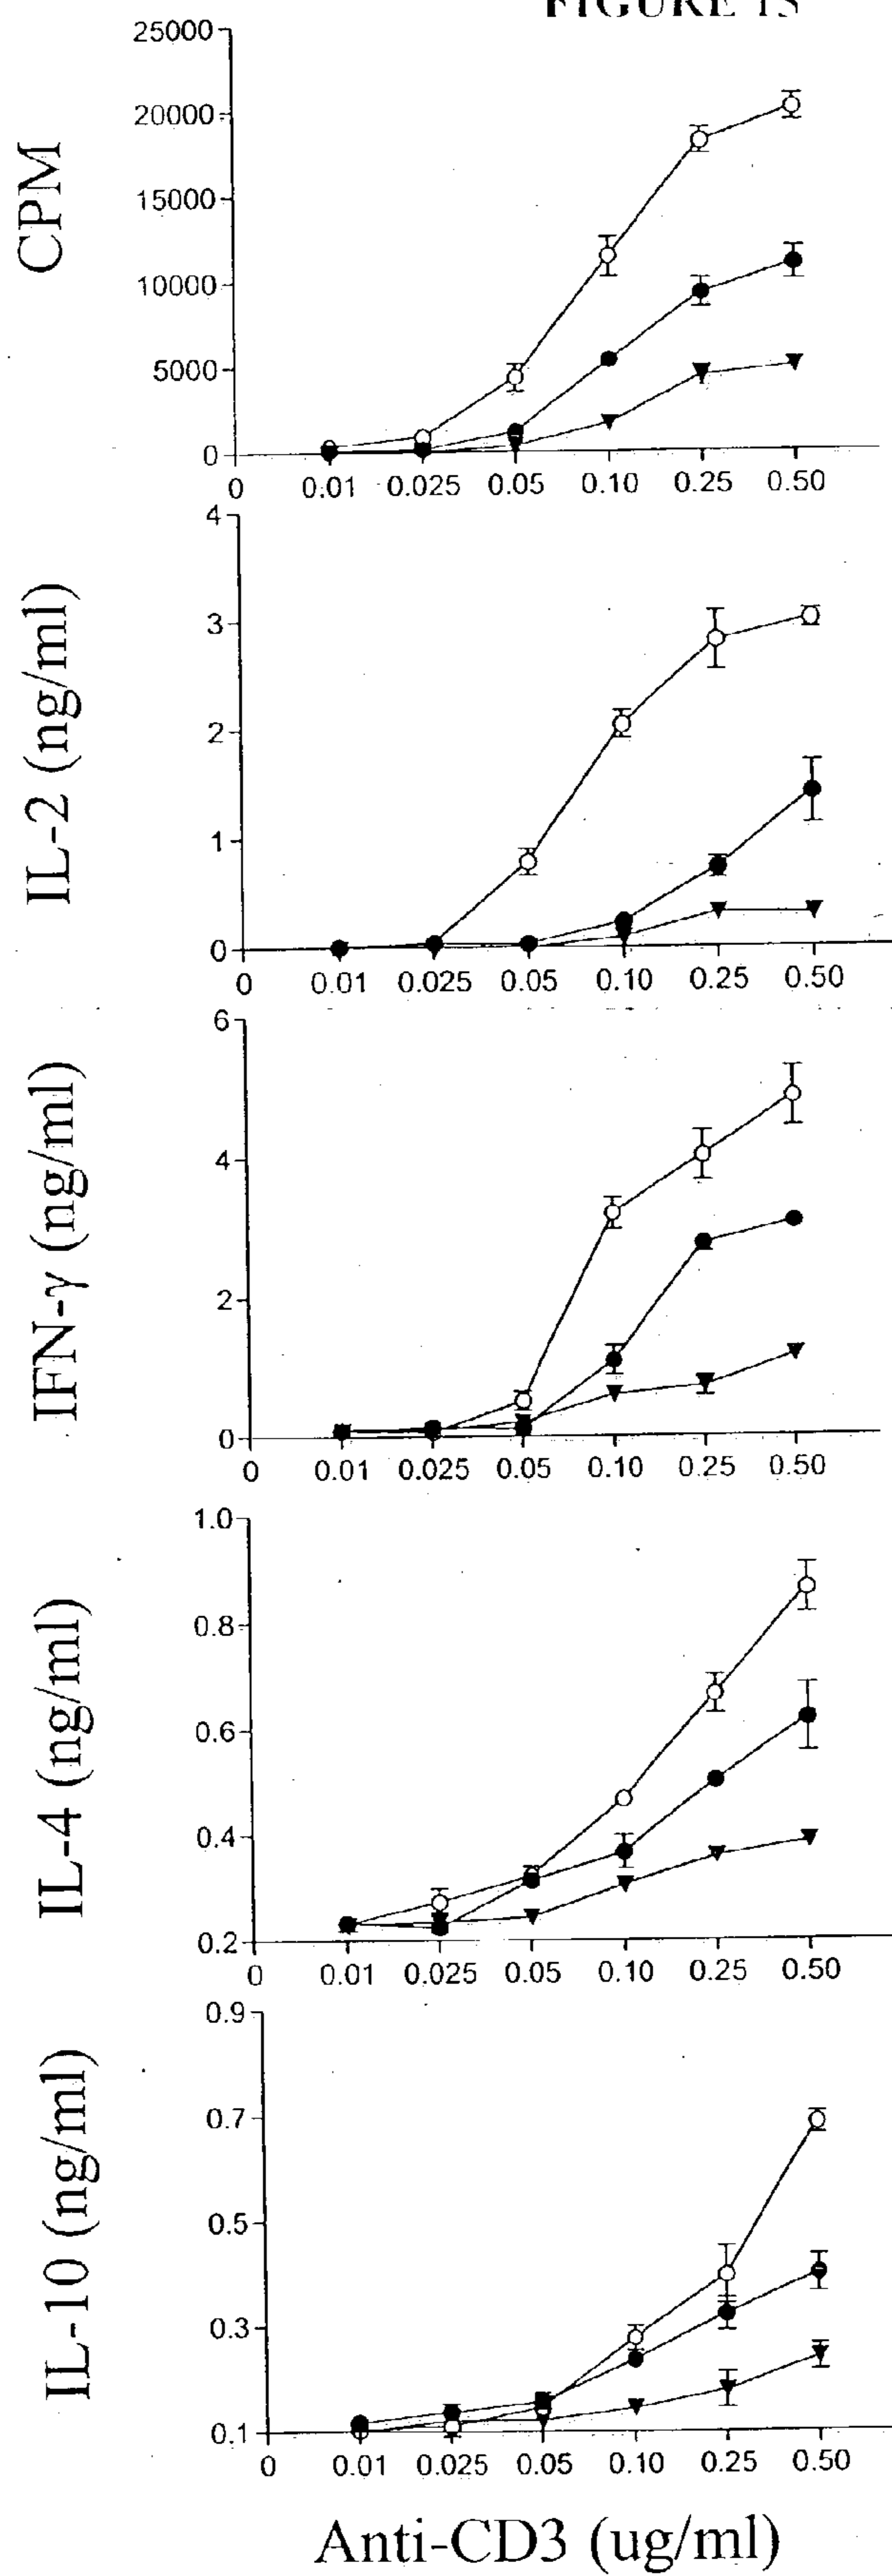 FIGURE 15
25000
20000
15000
10000
5000
0
CPM
0 0.01 0.025 0.05 0.10 0.25 0.50
4
3
2
1
0
IL-2 (ng/ml)
0 0.01 0.025 0.05 0.10 0.25 0.50
6
4
2
0
IFN-γ (ng/ml)
0 0.01 0.025 0.05 0.10 0.25 0.50
1.0
0.8
0.6
0.4
0.2
IL-4 (ng/ml)
0 0.01 0.025 0.05 0.10 0.25 0.50
0.9
0.7
0.5
0.3
0.1
IL-10 (ng/ml)
0 0.01 0.025 0.05 0.10 0.25 0.50
Anti-CD3 (ug/ml)